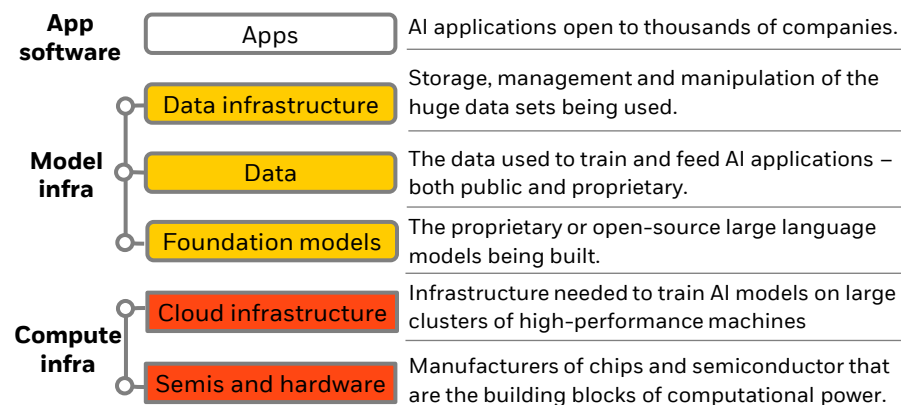 App
software
Apps
AI applications open to thousands of companies.
Model
infra
Data infrastructure
Storage, management and manipulation of the
huge data sets being used.
Data
The data used to train and feed AI applications –
both public and proprietary.
Foundation models
The proprietary or open-source large language
models being built.
Compute
infra
Cloud infrastructure
Infrastructure needed to train AI models on large
clusters of high-performance machines
Semis and hardware
Manufacturers of chips and semiconductor that
are the building blocks of computational power.